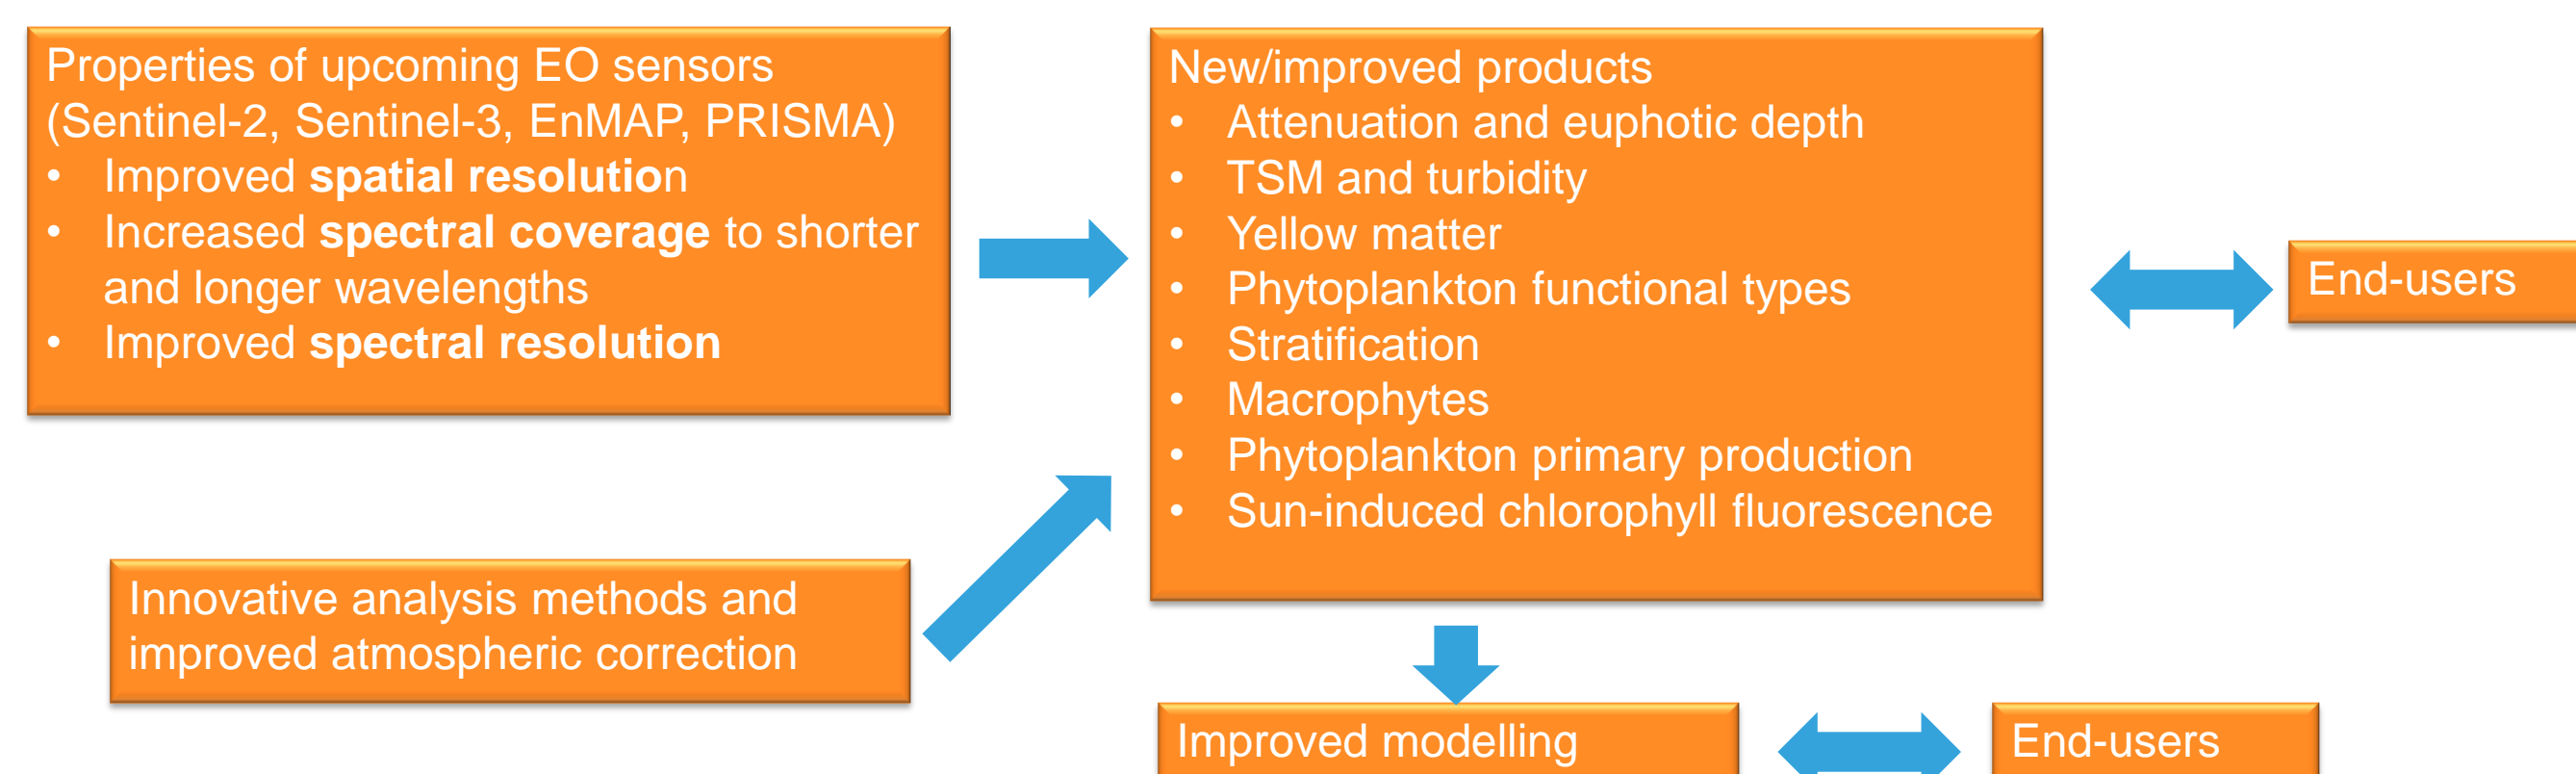 Properties of upcoming EO sensors
(Sentinel-2, Sentinel-3, EnMAP, PRISMA)
• Improved spatial resolution
• Increased spectral coverage to shorter
and longer wavelengths
• Improved spectral resolution
Innovative analysis methods and
improved atmospheric correction
New/improved products
• Attenuation and euphotic depth
• TSM and turbidity
• Yellow matter
• Phytoplankton functional types
• Stratification
• Macrophytes
• Phytoplankton primary production
• Sun-induced chlorophyll fluorescence
End-users
Improved modelling
End-users